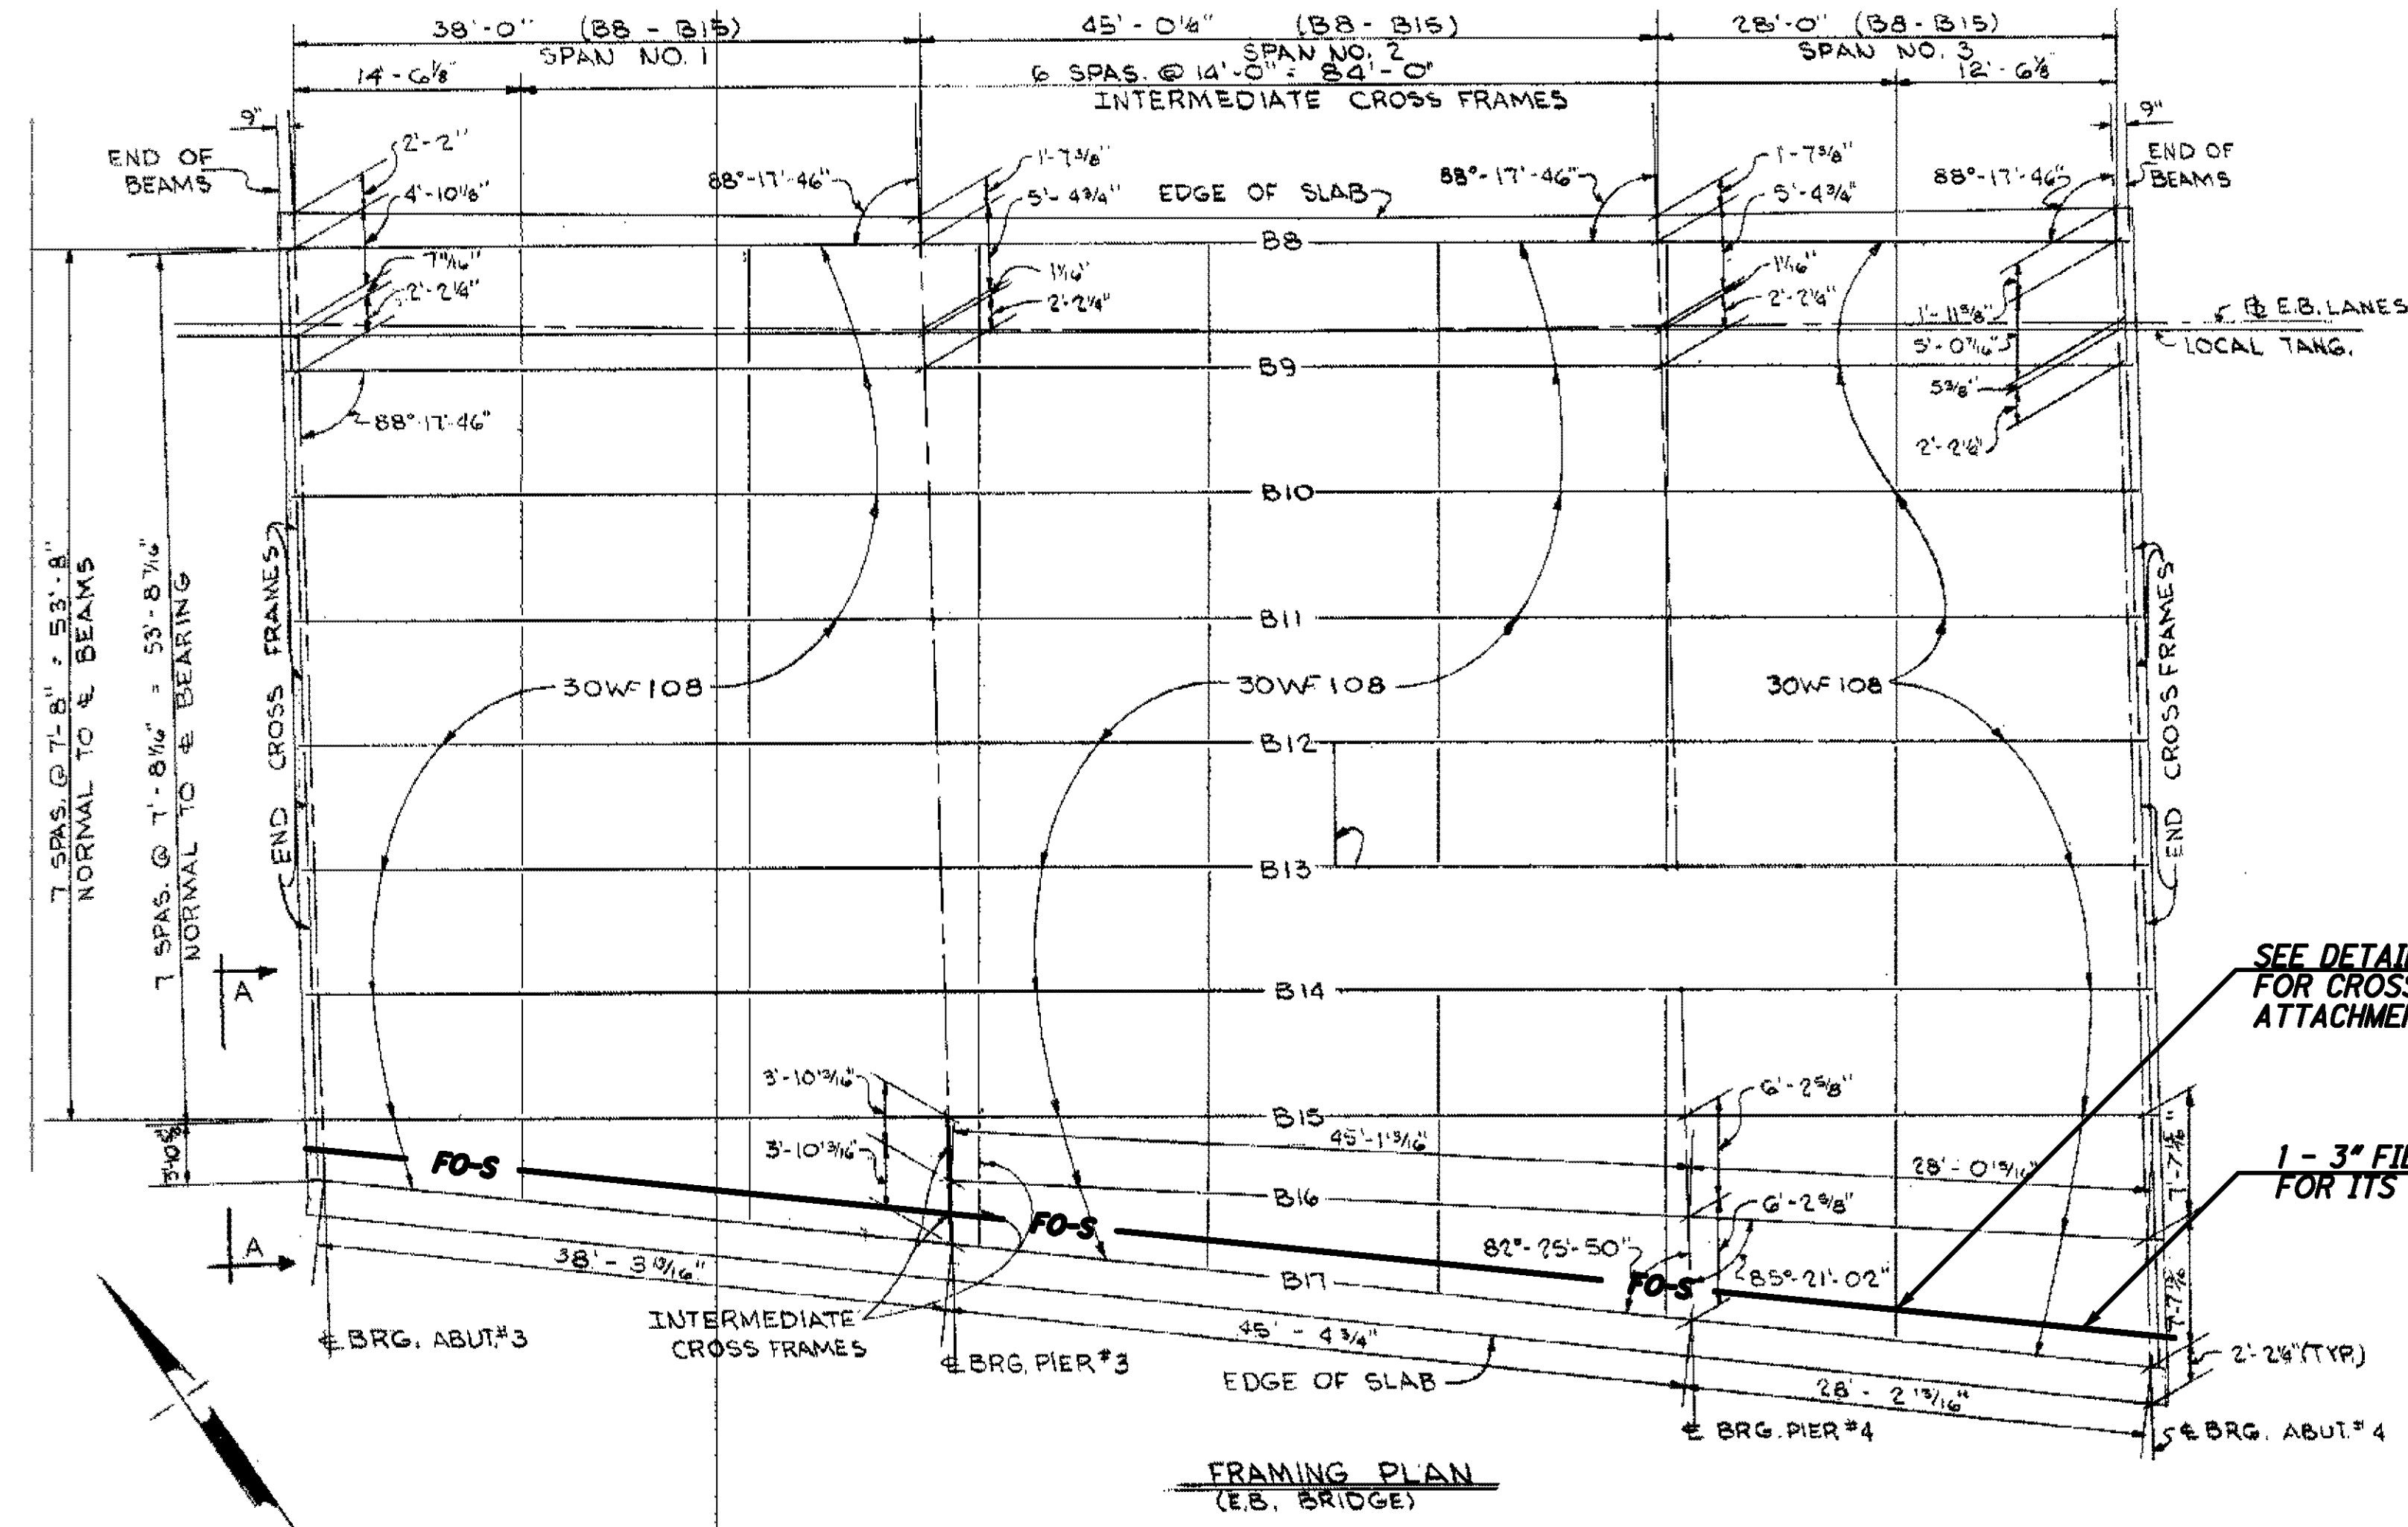 38'-0" (B8 - B15)
SPAN NO. 1
45'-0⅛" (B8 - B15)
SPAN NO. 2
28'-0" (B8-B15)
SPAN NO. 3
14'-6⅛"
6 SPAS. @ 14'-0" = 84'-0"
12'-6⅛"
INTERMEDIATE CROSS FRAMES
9"
9"
END OF
BEAMS
2'-2"
4'-10⅛"
88°-17'-46"
1'-7⅜"
5'-4¾"
EDGE OF SLAB
88°-17'-46"
1'-7⅜"
5'-4¾"
88°-17'-46"
END OF
BEAMS
B8
7 11/16"
2'-2¼"
1 1/16"
2'-2¼"
1 1/16"
2'-2¼"
1'-11⅝"
5'-0 7/16"
5⅜"
E.B. LANES
LOCAL TANG.
B9
88°-17'-46"
B10
7 SPAS. @ 7'-8" = 53'-8"
NORMAL TO ℄ BEAMS
7 SPAS. @ 7'-8 1/16" = 53'-8 7/16"
NORMAL TO ℄ BEARING
END CROSS FRAMES
END CROSS FRAMES
B11
30WF108
30WF108
30WF108
B12
B13
SEE DETAI
FOR CROSS
ATTACHMEN
A
B14
3'-10 13/16"
6'-2⅝"
B15
45'-1 3/16"
3'-10 13/16"
28'-0 15/16"
FO-S
B16
1 - 3" FI
FOR ITS
FO-S
6'-2⅝"
A
82°-25'-50"
FO-S
85°-21'-02"
38'-3 13/16"
B17
INTERMEDIATE
CROSS FRAMES
℄ BRG. ABUT.#3
℄ BRG. PIER #3
45'-4¾"
EDGE OF SLAB
28'-2 13/16"
(TYP.)
℄ BRG. PIER #4
℄ BRG. ABUT.#4
FRAMING PLAN
(E.B. BRIDGE)